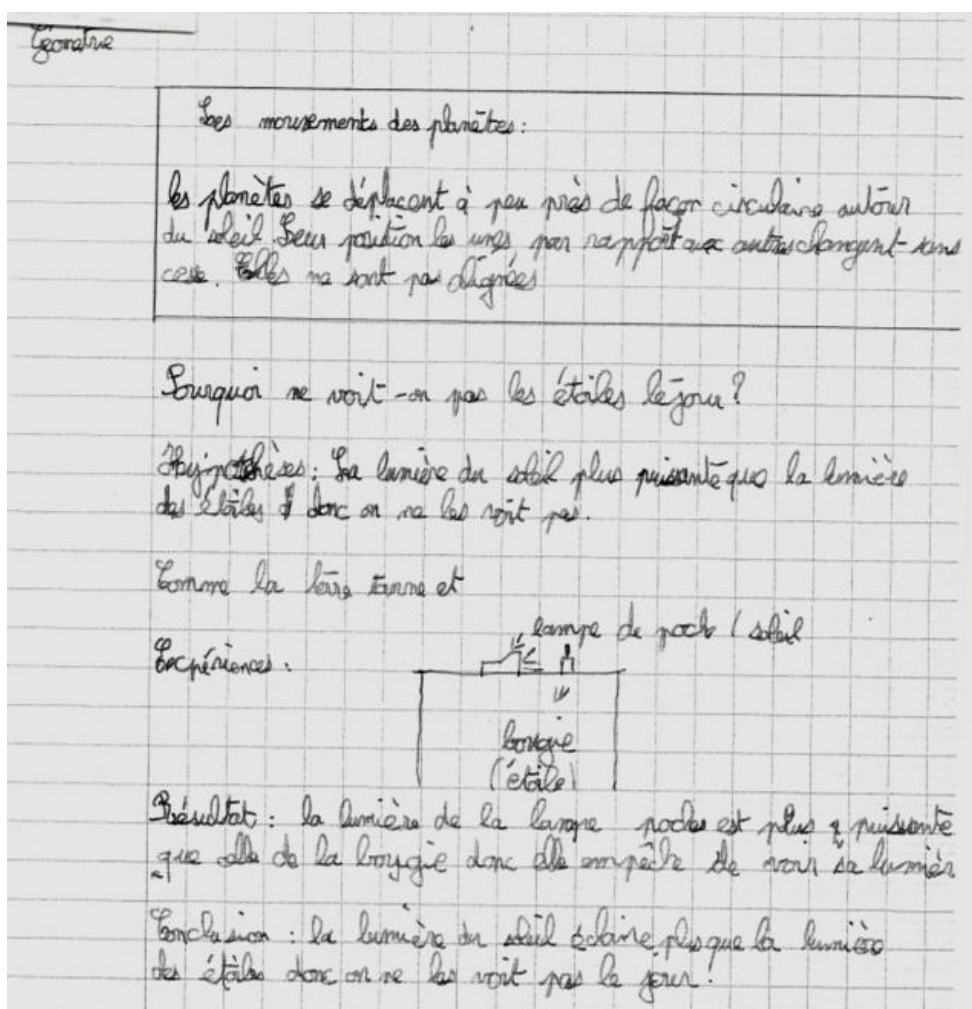 Géometrie
Les mouvements des planètes :
les planètes se déplacent à peu près de façon circulaire autour
du soleil. Leur position les unes par rapport aux autres changent sans
cesse. Elles ne sont pas alignées
Pourquoi ne voit-on pas les étoiles le jour ?
Hypothèses : La lumière du soleil plus puissante que la lumière
des étoiles donc on ne les voit pas.
Comme la terre tourne et
lampe de poche / soleil
Expériences :
bougie
(étoile)
Résultat : la lumière de la lampe poche est plus puissante
que celle de la bougie donc elle empêche de voir sa lumièr
Conclusion : la lumière du soleil éclaire plus que la lumière
des étoiles donc on ne les voit pas le jour !